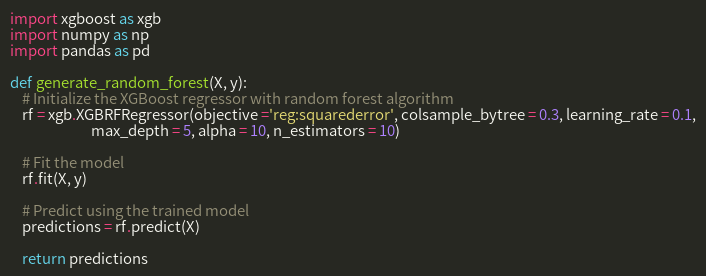 import xgboost as xgb
import numpy as np
import pandas as pd
def generate_random_forest(X, y):
# Initialize the XGBoost regressor with random forest algorithm
rf = xgb.XGBRFRegressor(objective ='reg:squarederror', colsample_bytree = 0.3, learning_rate = 0.1,
max_depth = 5, alpha = 10, n_estimators = 10)
# Fit the model
rf.fit(X, y)
# Predict using the trained model
predictions = rf.predict(X)
return predictions